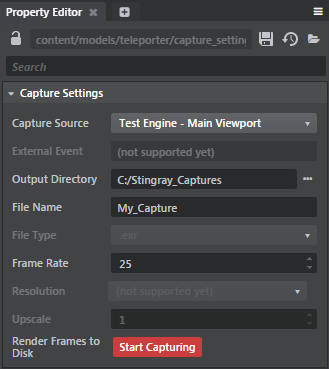 Property Editor
content/models/teleporter/capture_settin
Search
Capture Settings
Capture Source Test Engine - Main Viewport
External Event (not supported yet)
Output Directory C:/Stingray_Captures ...
File Name My_Capture
File Type .exr
Frame Rate 25
Resolution (not supported yet)
Upscale 1
Render Frames to
Disk Start Capturing